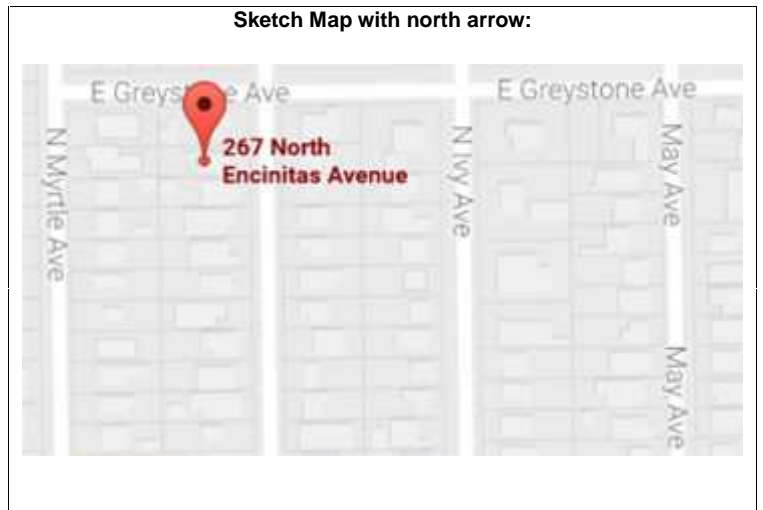 Sketch Map with north arrow:
E Greys e Ave
E Greystone Ave
N Myrtle Ave
267 North
Encinitas Avenue
N Ivy Ave
May Ave
May Ave